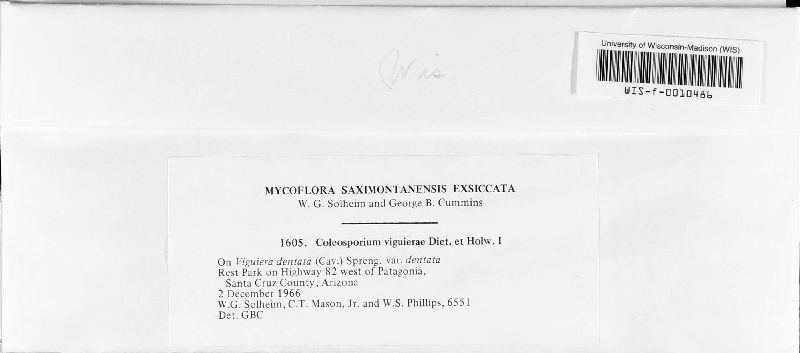 University of Wisconsin-Madison (WIS)
WIS-f-0010486
Wis
MYCOFLORA SAXIMONTANENSIS EXSICCATA
W. G. Solheim and George B. Cummins
1605. Coleosporium viguierae Diet. et Holw. I
On Viguiera dentata (Cav.) Spreng. var. dentata
Rest Park on Highway 82 west of Patagonia,
Santa Cruz County, Arizona
2 December 1966
W.G. Solheim, C.T. Mason, Jr. and W.S. Phillips, 6551
Det. GBC